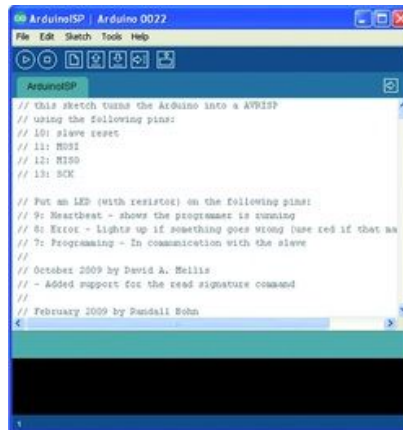 ArduinoISP | Arduino 0022
File Edit Sketch Tools Help
ArduinoISP
// this sketch turns the Arduino into a AVRISP
// using the following pins:
// 10: slave reset
// 11: MOSI
// 12: MISO
// 13: SCK
// Put an LED (with resistor) on the following pins:
// 9: Heartbeat - shows the programmer is running
// 8: Error - Lights up if something goes wrong (use red if that ma
// 7: Programming - In communication with the slave
//
// October 2009 by David A. Mellis
// - Added support for the read signature command
//
// February 2009 by Randall Bohn
1